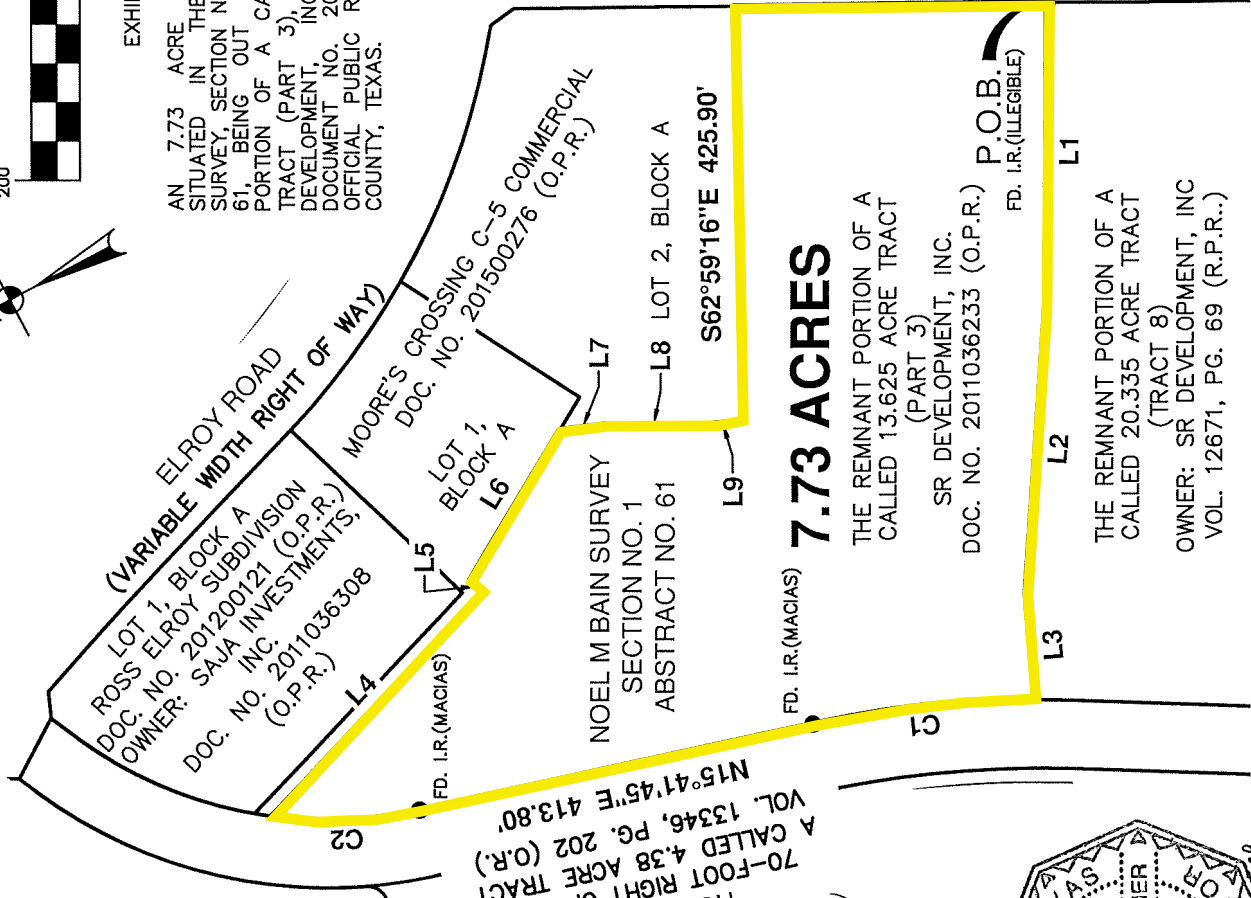 200
EXHI
AN 7.73 ACRE
SITUATED IN THE
SURVEY, SECTION N
61, BEING OUT
PORTION OF A CA
TRACT (PART 3),
DEVELOPMENT, INC
DOCUMENT NO. 20
OFFICIAL PUBLIC R
COUNTY, TEXAS.
ELROY ROAD
(VARIABLE WIDTH RIGHT OF WAY)
MOORE'S CROSSING C-5 COMMERCIAL
DOC. NO. 201500276 (O.P.R.)
LOT 1,
BLOCK A
LOT 1, BLOCK A
ROSS ELROY SUBDIVISION
DOC. NO. 201200121 (O.P.R.)
OWNER: SAJA INVESTMENTS,
INC.
DOC. NO. 2011036308
(O.P.R.)
L4
L5
L6
L7
L8
LOT 2, BLOCK A
L9
S62°59'16"E 425.90'
FD. I.R.(MACIAS)
NOEL M BAIN SURVEY
SECTION NO. 1
ABSTRACT NO. 61
FD. I.R.(MACIAS)
7.73 ACRES
THE REMNANT PORTION OF A
CALLED 13.625 ACRE TRACT
(PART 3)
SR DEVELOPMENT, INC.
DOC. NO. 2011036233 (O.P.R.)
P.O.B.
FD. I.R.(ILLEGIBLE)
L1
L2
L3
THE REMNANT PORTION OF A
CALLED 20.335 ACRE TRACT
(TRACT 8)
OWNER: SR DEVELOPMENT, INC
VOL. 12671, PG. 69 (R.P.R..)
C1
C2
N15°41'45"E 413.80'
70-FOOT RIGHT
A CALLED 4.38 ACRE TRACT
VOL. 13346, PG. 202 (O.R.)